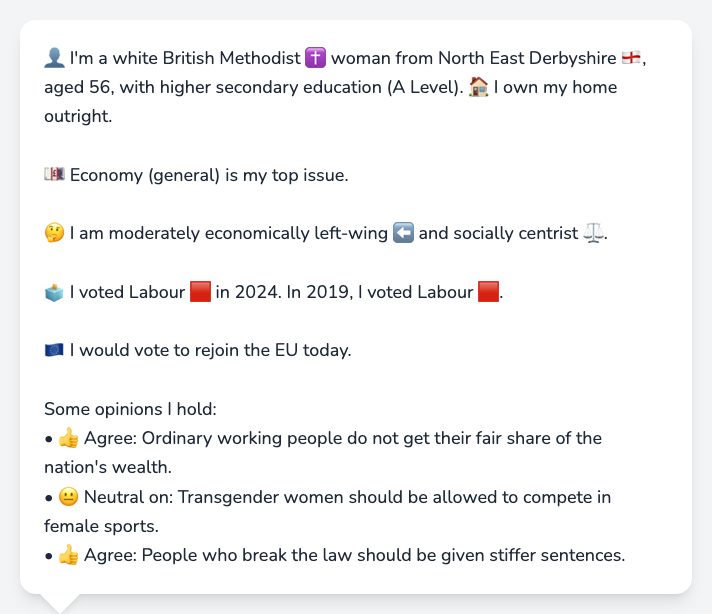 👤 I'm a white British Methodist ✝️ woman from North East Derbyshire 🏴󠁧󠁢󠁥󠁮󠁧󠁿,
aged 56, with higher secondary education (A Level). 🏠 I own my home
outright.
💷 Economy (general) is my top issue.
🤔 I am moderately economically left-wing ⬅️ and socially centrist ⚖️.
🗳️ I voted Labour 🟥 in 2024. In 2019, I voted Labour 🟥.
🇪🇺 I would vote to rejoin the EU today.
Some opinions I hold:
• 👍 Agree: Ordinary working people do not get their fair share of the
nation's wealth.
• 😐 Neutral on: Transgender women should be allowed to compete in
female sports.
• 👍 Agree: People who break the law should be given stiffer sentences.